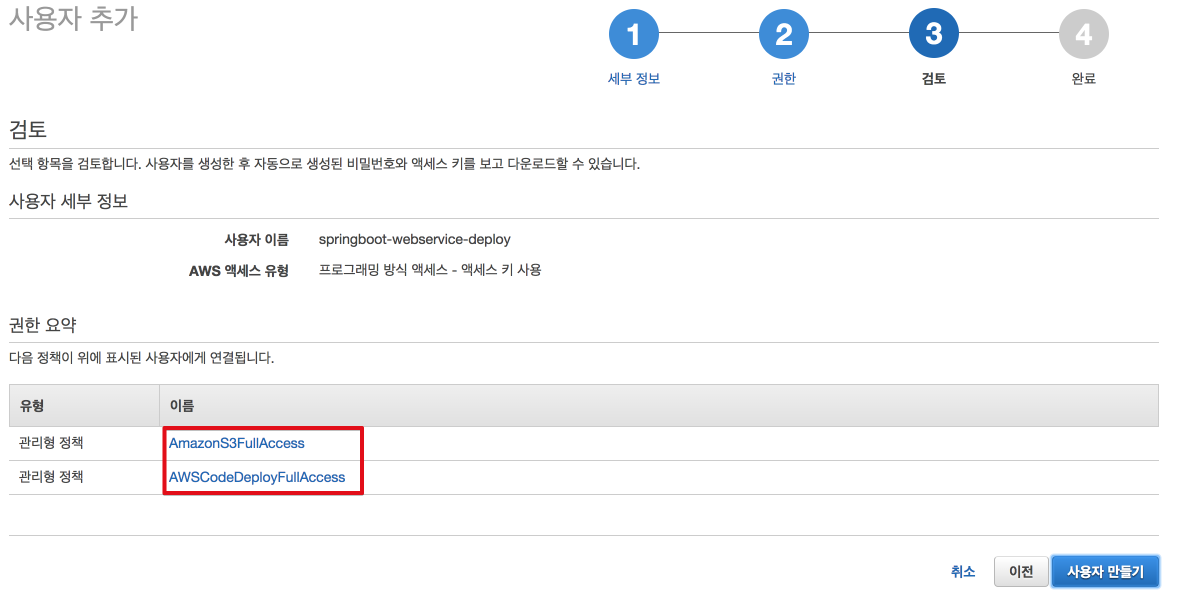 사용자 추가
1 2 3 4
세부 정보 권한 검토 완료
검토
선택 항목을 검토합니다. 사용자를 생성한 후 자동으로 생성된 비밀번호와 액세스 키를 보고 다운로드할 수 있습니다.
사용자 세부 정보
사용자 이름 springboot-webservice-deploy
AWS 액세스 유형 프로그래밍 방식 액세스 - 액세스 키 사용
권한 요약
다음 정책이 위에 표시된 사용자에게 연결됩니다.
유형 이름
관리형 정책 AmazonS3FullAccess
관리형 정책 AWSCodeDeployFullAccess
취소 이전 사용자 만들기